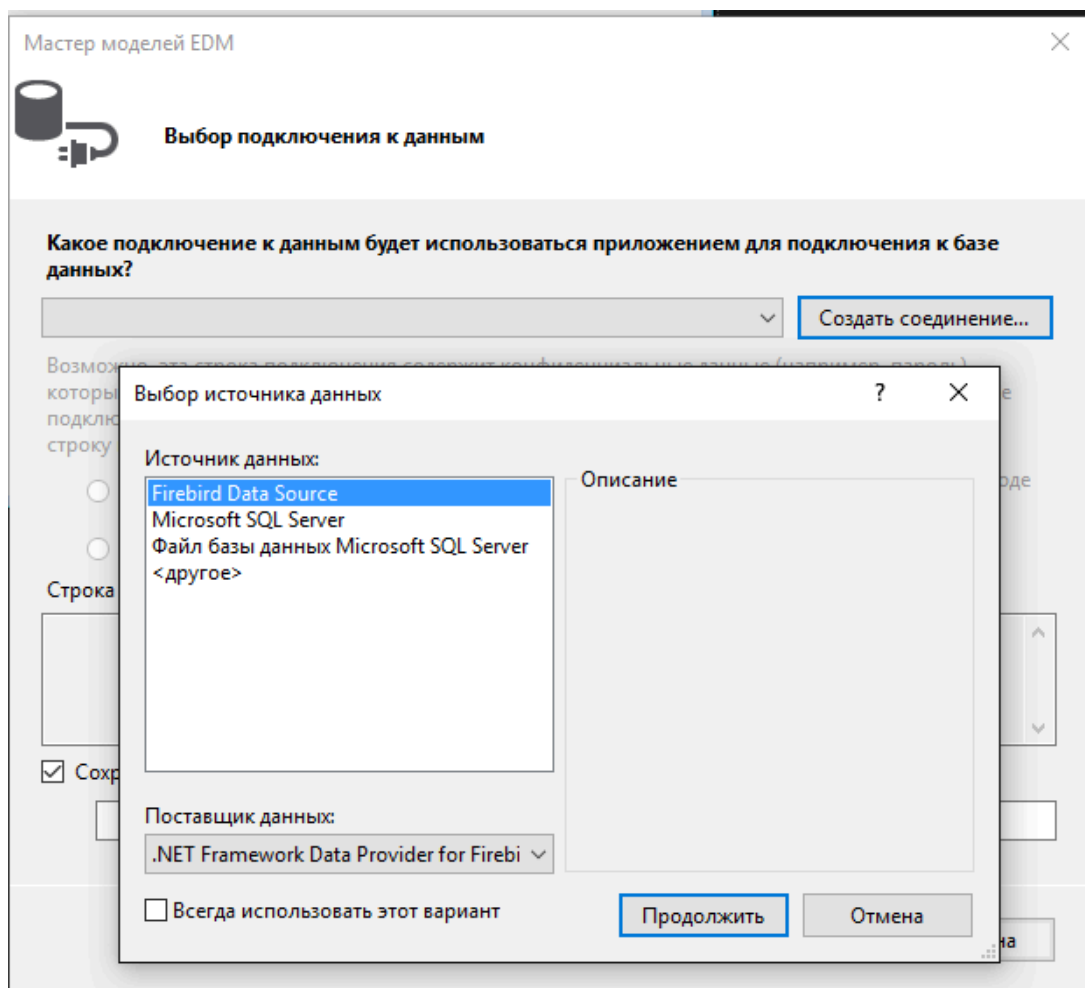 Мастер моделей EDM
Выбор подключения к данным
Какое подключение к данным будет использоваться приложением для подключения к базе
данных?
Создать соединение...
Выбор источника данных
?
Источник данных:
Описание
Firebird Data Source
Microsoft SQL Server
Файл базы данных Microsoft SQL Server
<другое>
строку
Строка
Поставщик данных:
.NET Framework Data Provider for Firebi
Всегда использовать этот вариант
Продолжить
Отмена